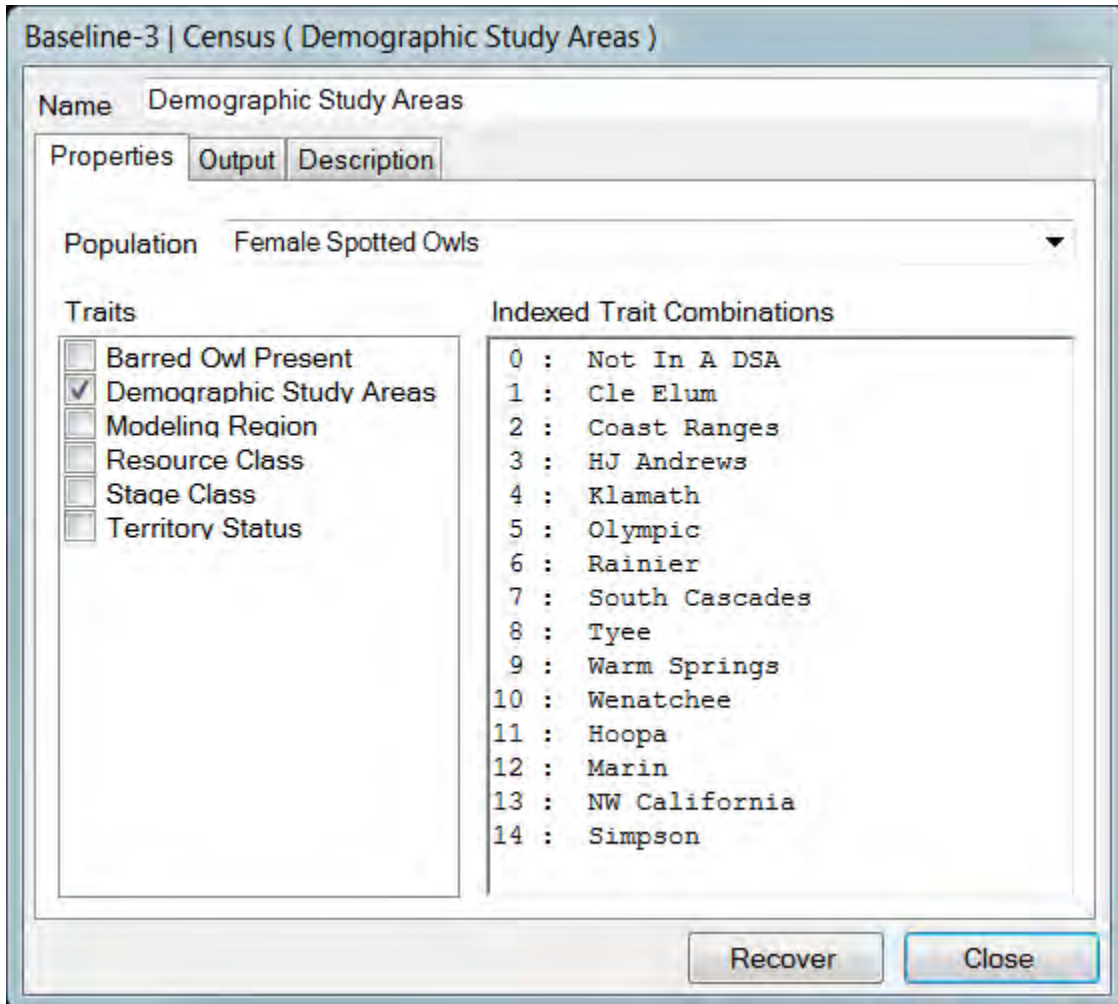 Baseline-3 | Census ( Demographic Study Areas )
Name Demographic Study Areas
Properties Output Description
Population Female Spotted Owls
Traits
Barred Owl Present
Demographic Study Areas
Modeling Region
Resource Class
Stage Class
Territory Status
Indexed Trait Combinations
0 : Not In A DSA
1 : Cle Elum
2 : Coast Ranges
3 : HJ Andrews
4 : Klamath
5 : Olympic
6 : Rainier
7 : South Cascades
8 : Tyee
9 : Warm Springs
10 : Wenatchee
11 : Hoopa
12 : Marin
13 : NW California
14 : Simpson
Recover Close